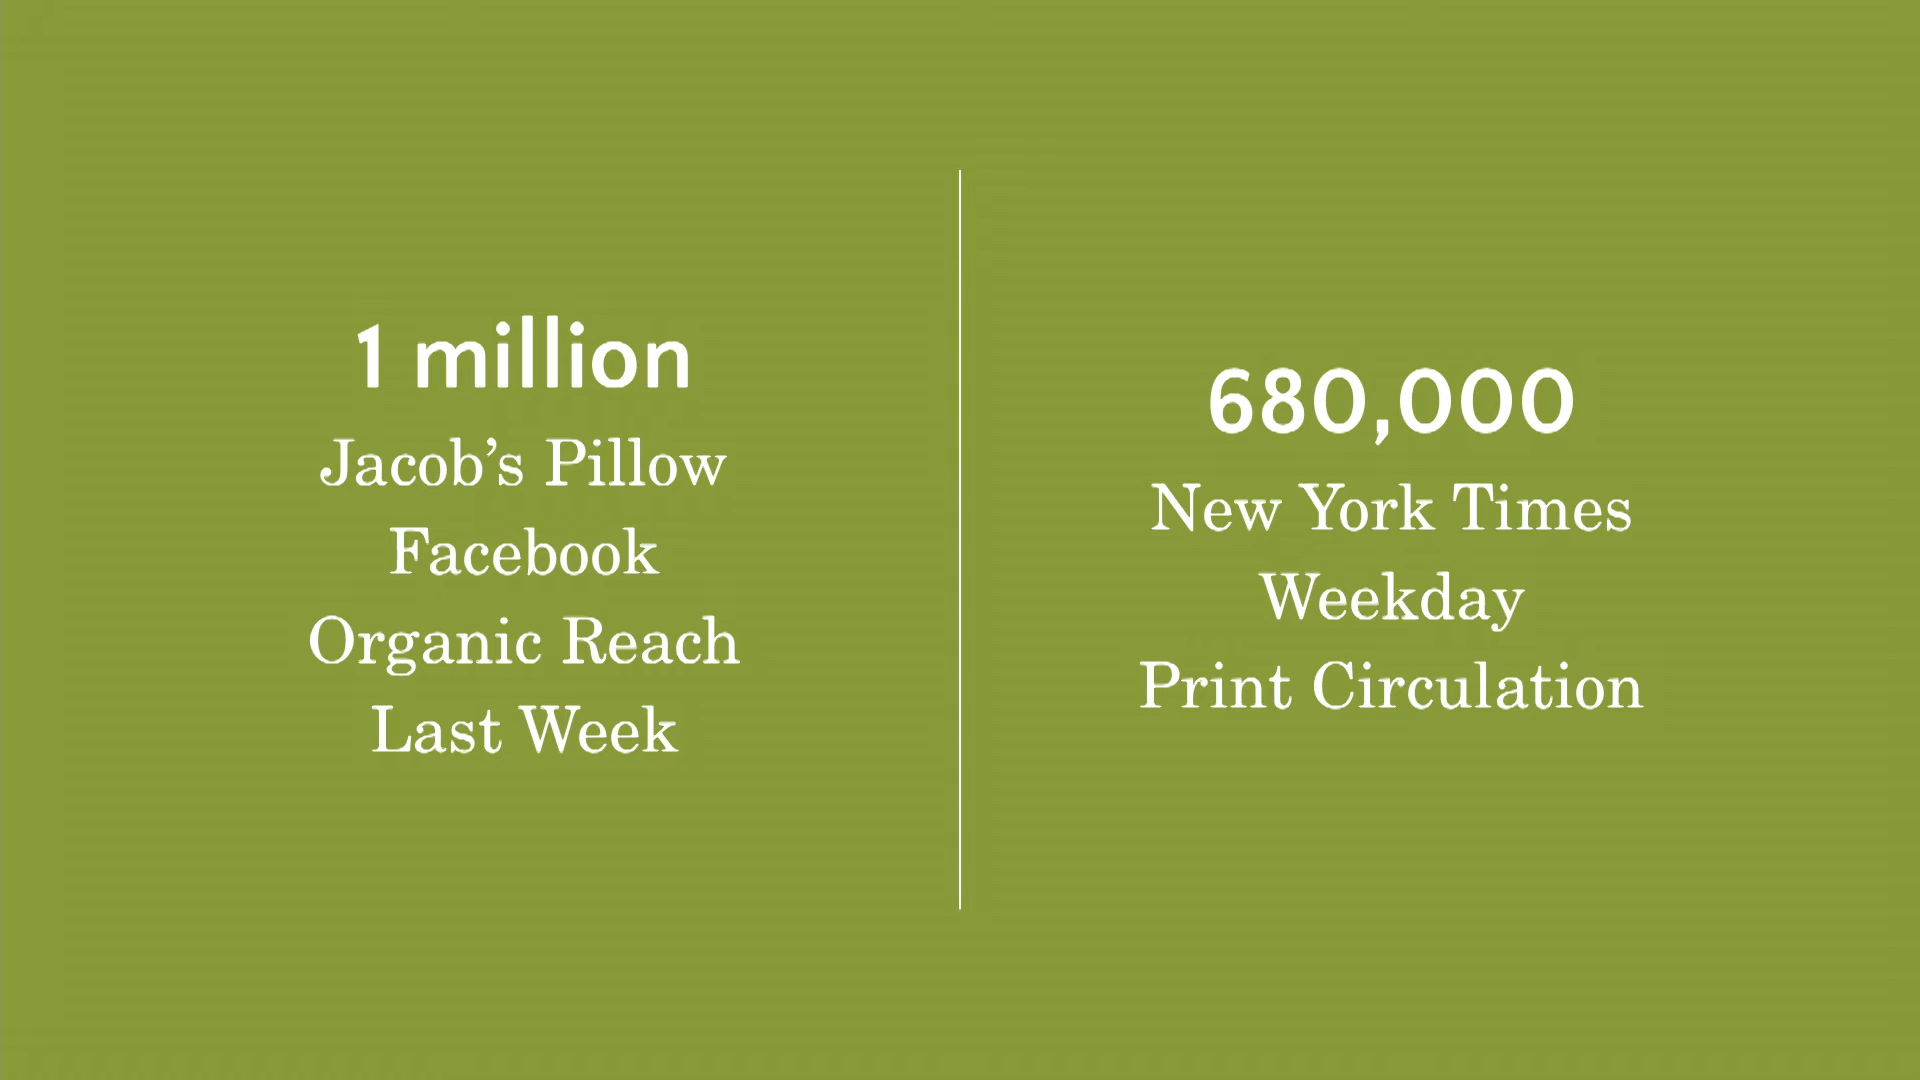 1 million
Jacob’s Pillow
Facebook
Organic Reach
Last Week
680,000
New York Times
Weekday
Print Circulation